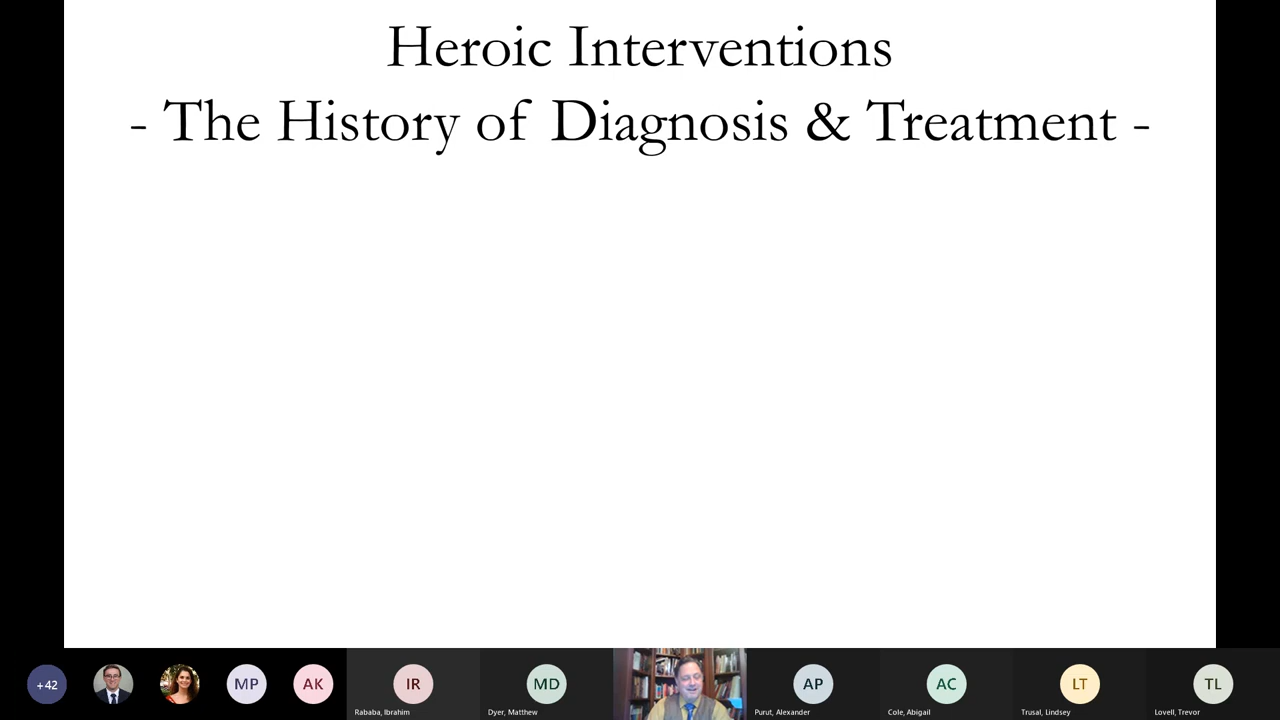 Heroic Interventions
- The History of Diagnosis & Treatment -
+42
MP
AK
IR
MD
AP
AC
LT
TL
Rababa, Ibrahim
Dyer, Matthew
Purut, Alexander
Cole, Abigail
Trusal, Lindsey
Lovell, Trevor